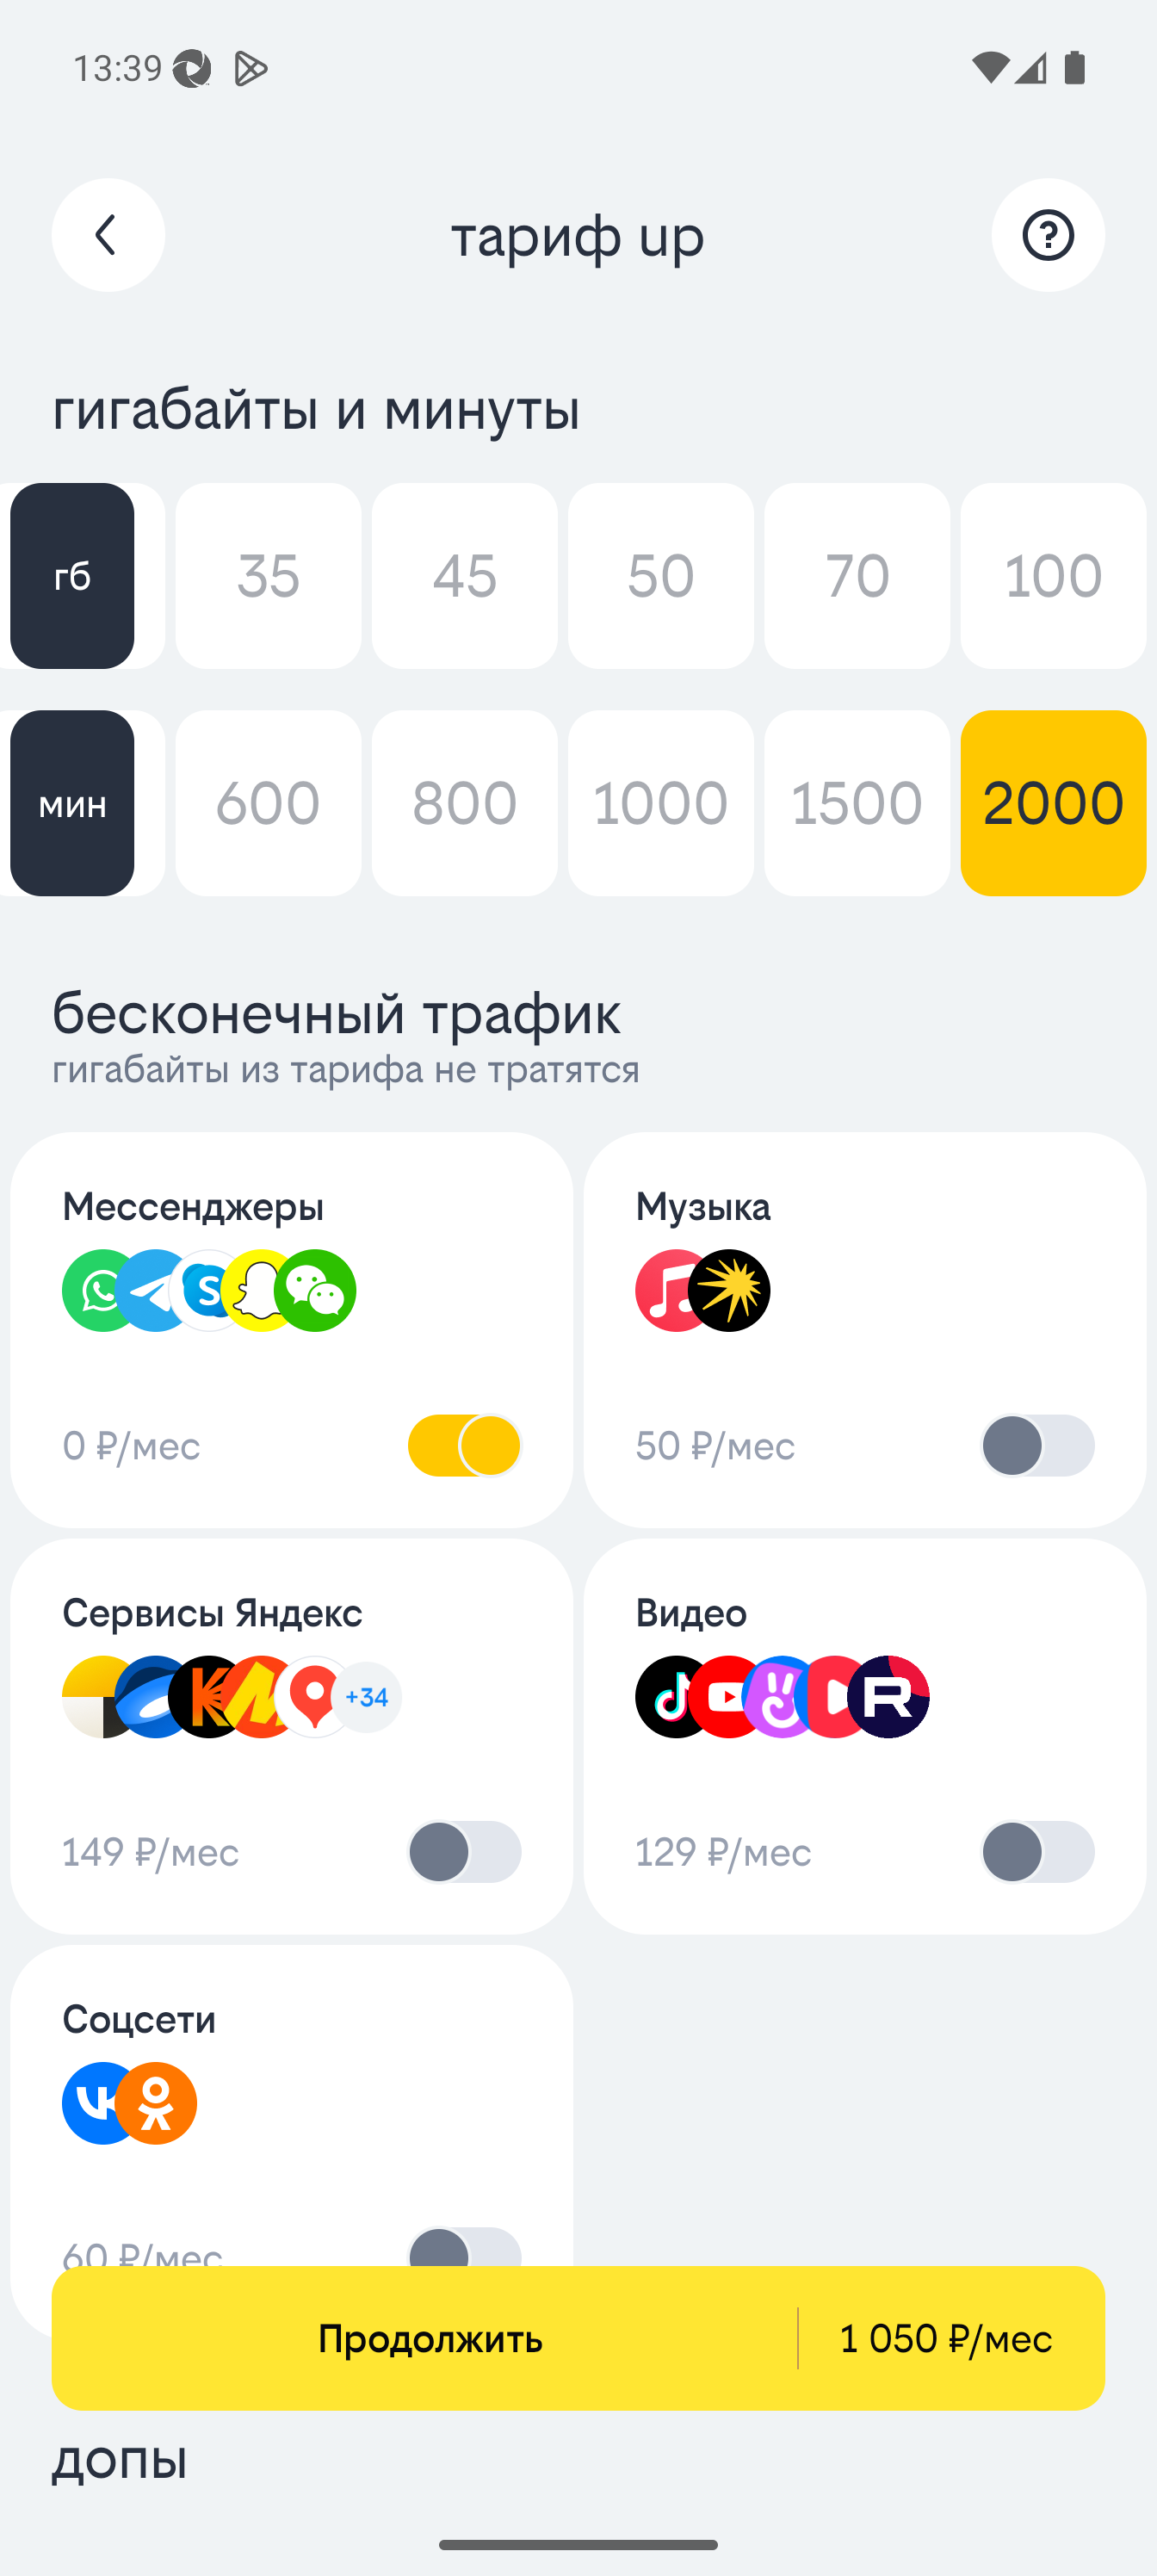 13:39
тариф up
гигабайты и минуты
гб 35 45 50 70 100
мин 600 800 1000 1500 2000
бесконечный трафик
гигабайты из тарифа не тратятся
Мессенджеры
0 ₽/мес
Музыка
50 ₽/мес
Сервисы Яндекс
+34
149 ₽/мес
Видео
129 ₽/мес
Соцсети
60 ₽/мес
Продолжить 1 050 ₽/мес
допы